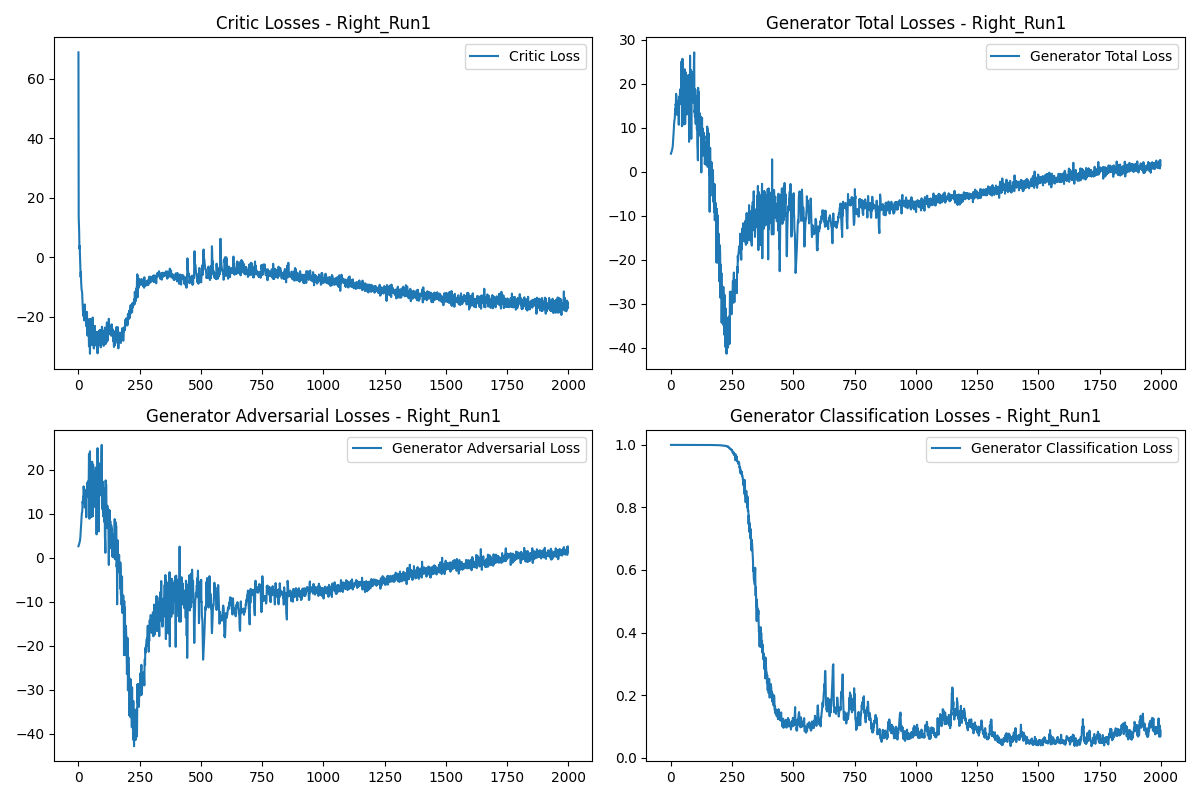 Critic Losses - Right_Run1
Critic Loss
60
40
20
0
−20
0 250 500 750 1000 1250 1500 1750 2000
Generator Total Losses - Right_Run1
Generator Total Loss
30
20
10
0
−10
−20
−30
−40
0 250 500 750 1000 1250 1500 1750 2000
Generator Adversarial Losses - Right_Run1
Generator Adversarial Loss
20
10
0
−10
−20
−30
−40
0 250 500 750 1000 1250 1500 1750 2000
Generator Classification Losses - Right_Run1
Generator Classification Loss
1.0
0.8
0.6
0.4
0.2
0.0
0 250 500 750 1000 1250 1500 1750 2000